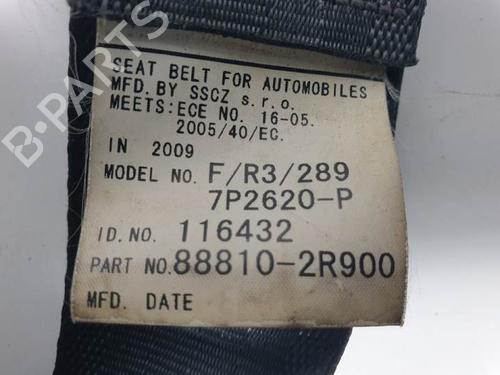 SEAT BELT FOR AUTOMOBILES
MFD. BY SSCZ s.r.o.
MEETS:ECE NO. 16-05.
2005/40/EC.
IN 2009
MODEL NO. F/R3/289
7P2620-P
ID.NO. 116432
PART NO.88810-2R900
MFD. DATE